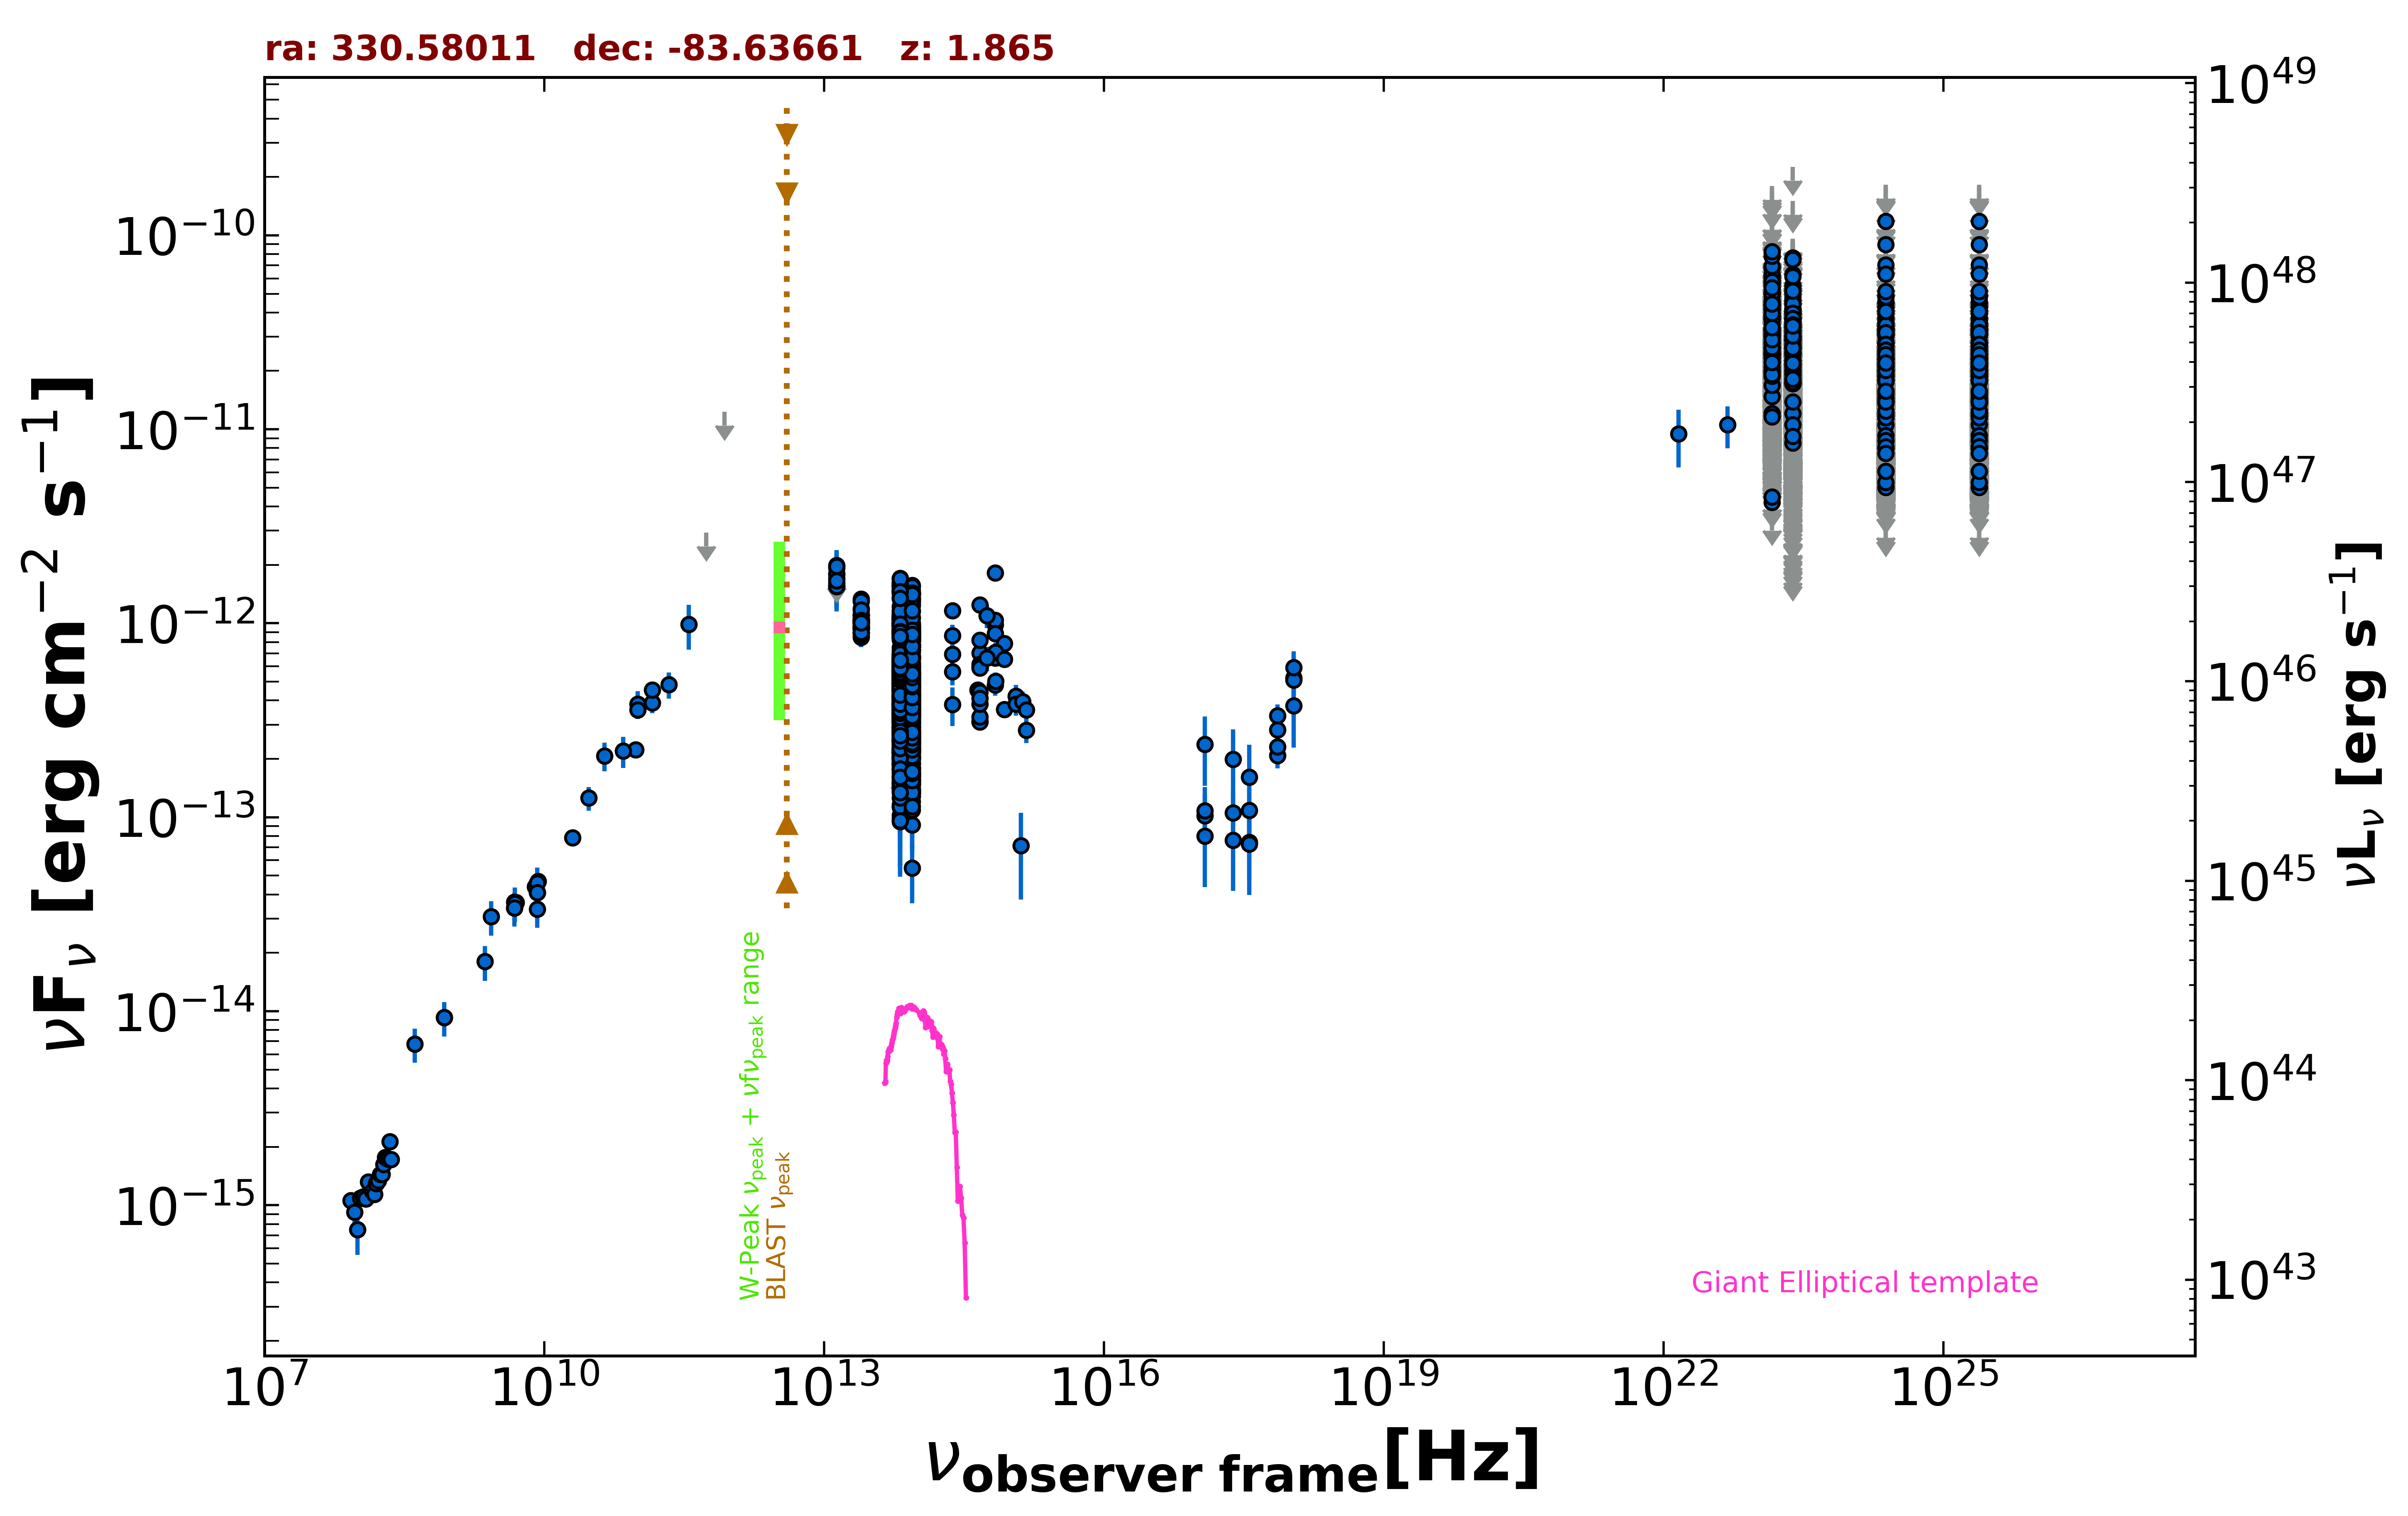 ra: 330.58011 dec: -83.63661 z: 1.865
νF_ν [erg cm⁻² s⁻¹]
10⁻¹⁰
10⁻¹¹
10⁻¹²
10⁻¹³
10⁻¹⁴
10⁻¹⁵
W-Peak ν_peak + νfν_peak range
BLAST ν_peak
Giant Elliptical template
10⁴⁹
10⁴⁸
10⁴⁷
10⁴⁶
10⁴⁵
10⁴⁴
10⁴³
νL_ν [erg s⁻¹]
10⁷ 10¹⁰ 10¹³ 10¹⁶ 10¹⁹ 10²² 10²⁵
ν_observer frame [Hz]